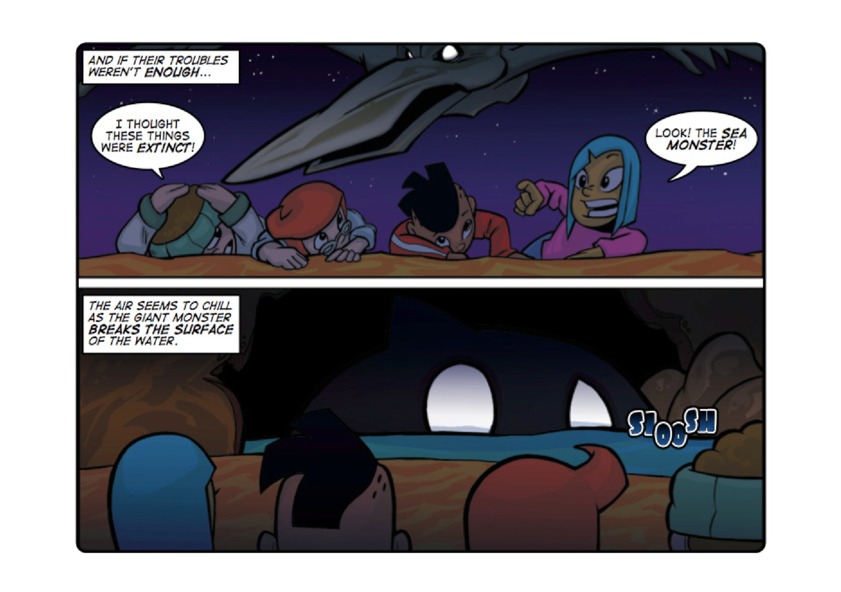 AND IF THEIR TROUBLES
WEREN'T ENOUGH...
I THOUGHT
THESE THINGS
WERE EXTINCT!
LOOK! THE SEA
MONSTER!
THE AIR SEEMS TO CHILL
AS THE GIANT MONSTER
BREAKS THE SURFACE
OF THE WATER.
SLOOSH